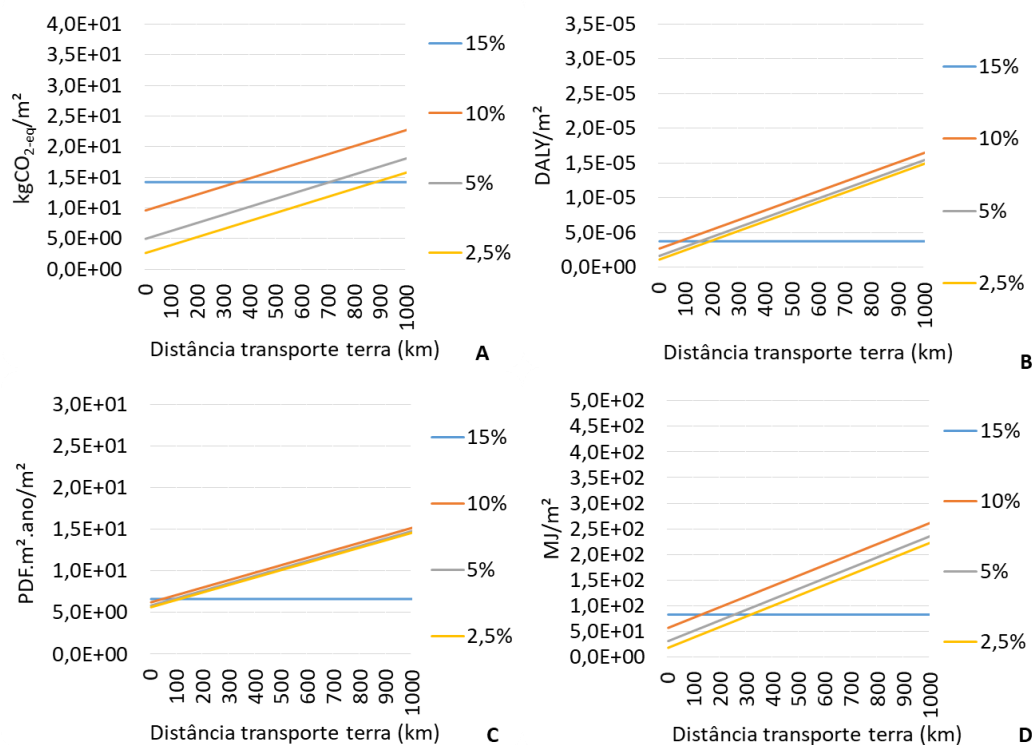 4,0E+01
3,5E+01
3,0E+01
2,5E+01
2,0E+01
1,5E+01
1,0E+01
5,0E+00
0,0E+00
kgCO2-eq/m²
0 100 200 300 400 500 600 700 800 900 1000
Distância transporte terra (km)
15%
10%
5%
2,5%
A
3,5E-05
3,0E-05
2,5E-05
2,0E-05
1,5E-05
1,0E-05
5,0E-06
0,0E+00
DALY/m²
0 100 200 300 400 500 600 700 800 900 1000
Distância transporte terra (km)
15%
10%
5%
2,5%
B
3,0E+01
2,5E+01
2,0E+01
1,5E+01
1,0E+01
5,0E+00
0,0E+00
PDF.m².ano/m²
0 100 200 300 400 500 600 700 800 900 1000
Distância transporte terra (km)
15%
10%
5%
2,5%
C
5,0E+02
4,5E+02
4,0E+02
3,5E+02
3,0E+02
2,5E+02
2,0E+02
1,5E+02
1,0E+02
5,0E+01
0,0E+00
MJ/m²
0 100 200 300 400 500 600 700 800 900 1000
Distância transporte terra (km)
15%
10%
5%
2,5%
D